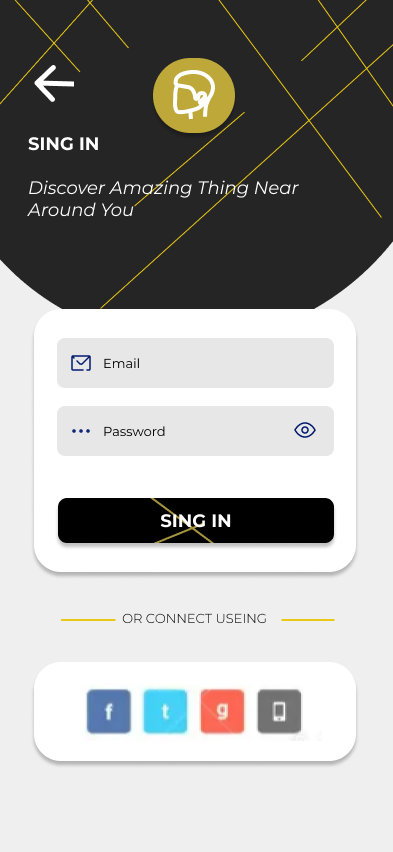 SING IN
Discover Amazing Thing Near
Around You
Email
Password
SING IN
OR CONNECT USEING
f t g